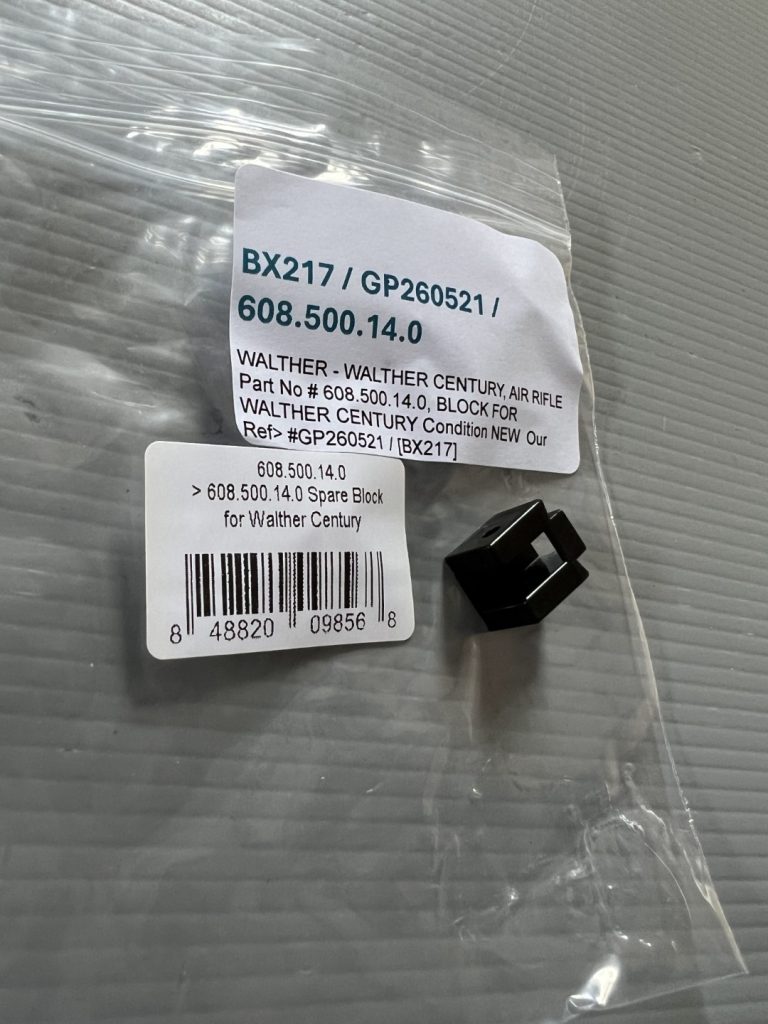 BX217 / GP260521 /
608.500.14.0
WALTHER - WALTHER CENTURY, AIR RIFLE
Part No # 608.500.14.0, BLOCK FOR
WALTHER CENTURY Condition NEW Our
Ref> #GP260521 / [BX217]
608.500.14.0
> 608.500.14.0 Spare Block
for Walther Century
8 48820 09856 8